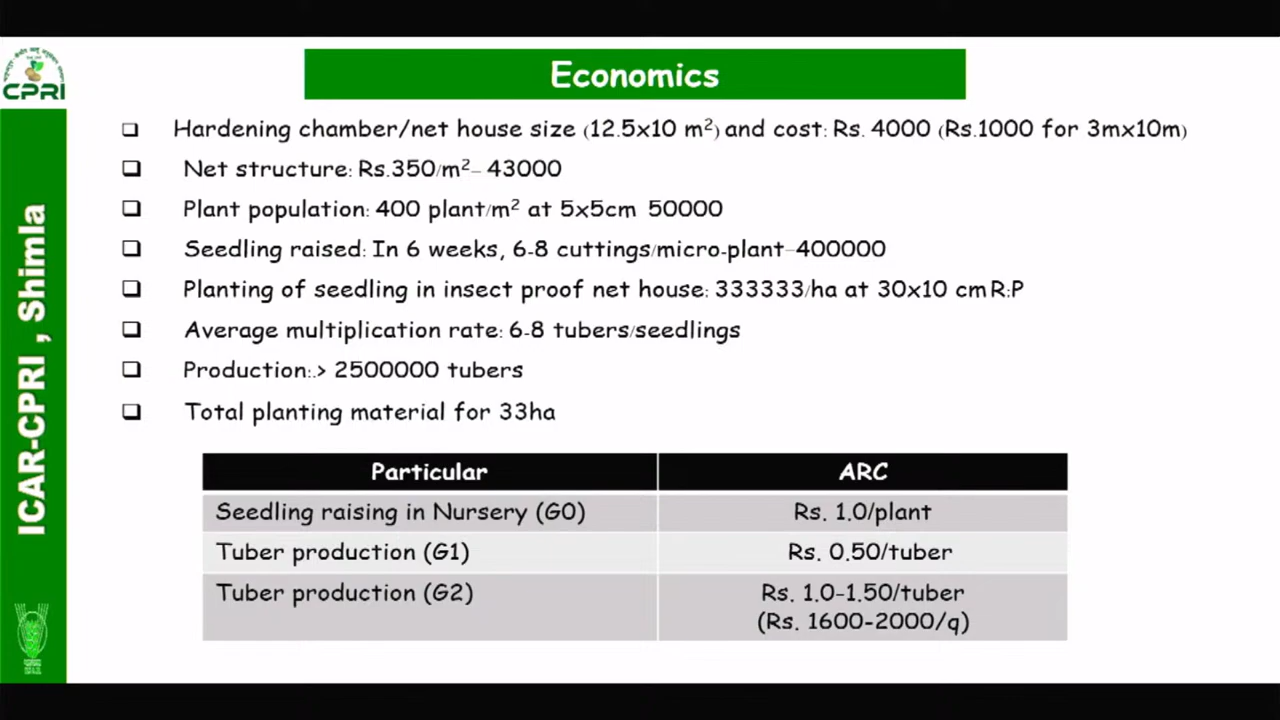 Economics
CPRI
❑ Hardening chamber/net house size (12.5x10 m²) and cost: Rs. 4000 (Rs.1000 for 3mx10m)
❑ Net structure: Rs.350/m²– 43000
❑ Plant population: 400 plant/m² at 5x5cm 50000
❑ Seedling raised: In 6 weeks, 6-8 cuttings/micro-plant–400000
❑ Planting of seedling in insect proof net house: 333333/ha at 30x10 cm R:P
❑ Average multiplication rate: 6-8 tubers/seedlings
❑ Production:.> 2500000 tubers
❑ Total planting material for 33ha
ICAR-CPRI , Shimla
Particular ARC
Seedling raising in Nursery (G0) Rs. 1.0/plant
Tuber production (G1) Rs. 0.50/tuber
Tuber production (G2) Rs. 1.0-1.50/tuber
(Rs. 1600-2000/q)